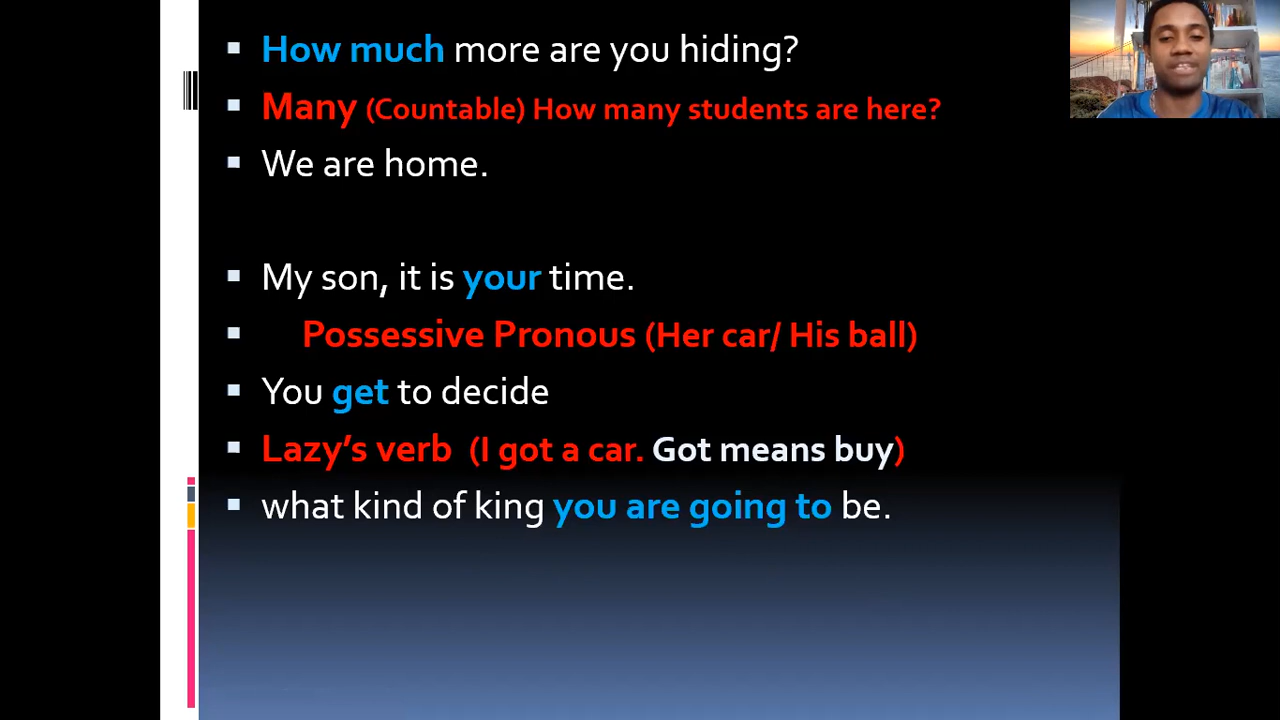 How much more are you hiding?
Many (Countable) How many students are here?
We are home.
My son, it is your time.
Possessive Pronous (Her car/ His ball)
You get to decide
Lazy's verb (I got a car. Got means buy)
what kind of king you are going to be.